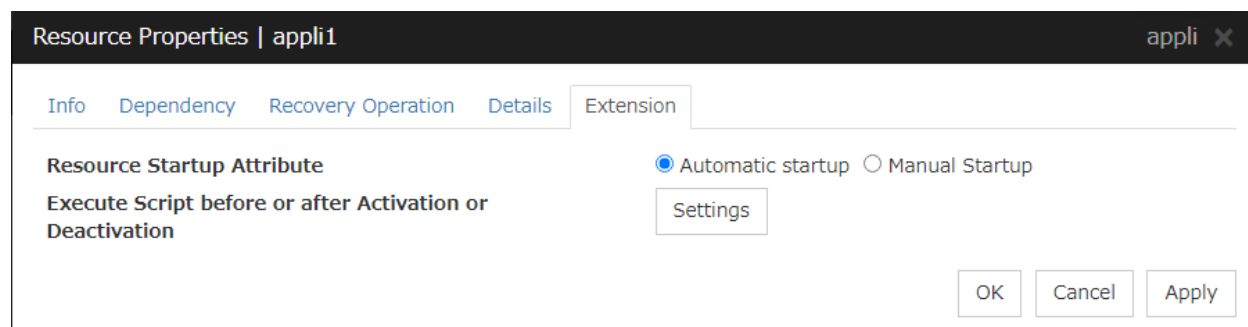 Resource Properties | appli1 appli ×
Info Dependency Recovery Operation Details Extension
Resource Startup Attribute Automatic startup Manual Startup
Execute Script before or after Activation or
Deactivation
Settings
OK Cancel Apply